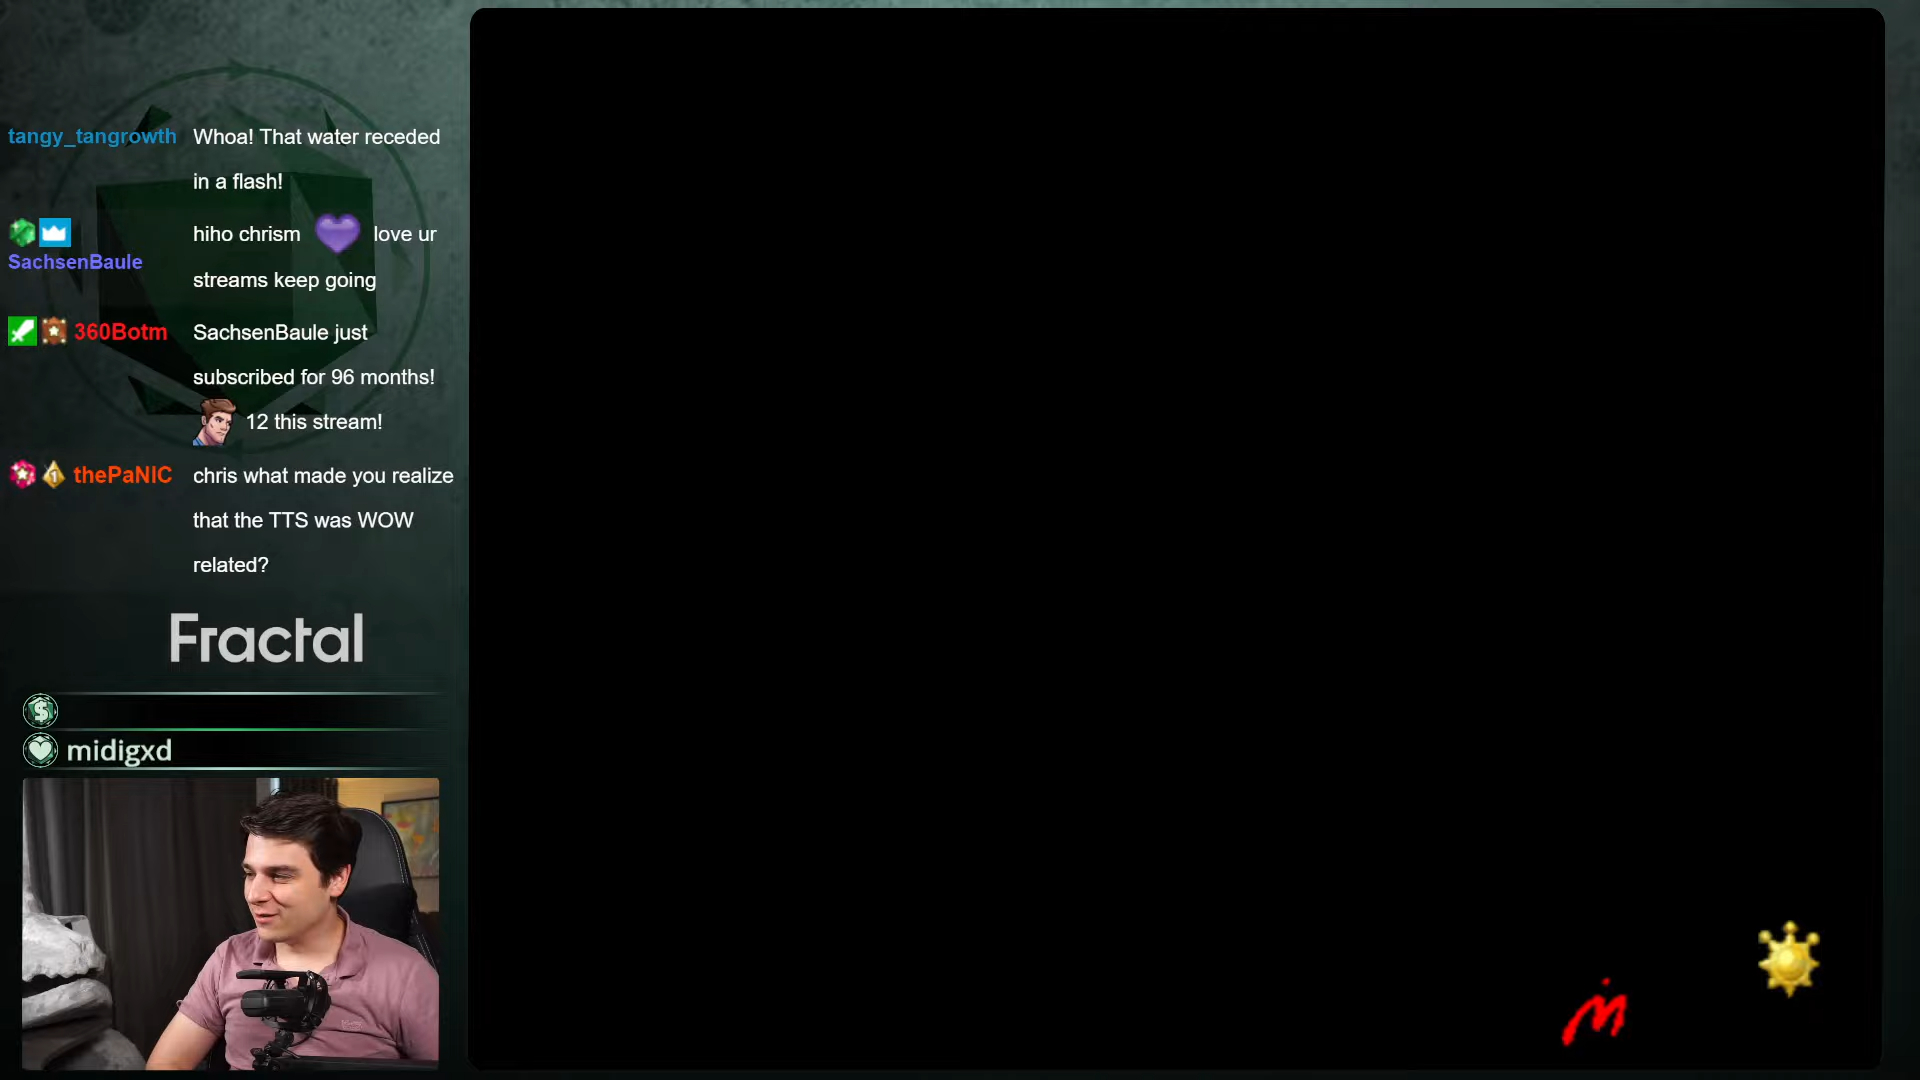 tangy_tangrowth Whoa! That water receded
in a flash!
hiho chrism love ur
SachsenBaule
streams keep going
360Botm SachsenBaule just
subscribed for 96 months!
12 this stream!
thePaNIC chris what made you realize
that the TTS was WOW
related?
Fractal
midigxd